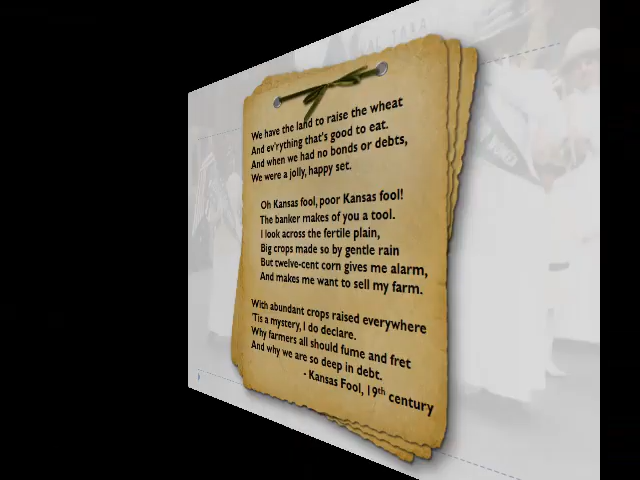 We have the land to raise the wheat
And ev'rything that's good to eat.
And when we had no bonds or debts,
We were a jolly, happy set.
Oh Kansas fool, poor Kansas fool!
The banker makes of you a tool.
I look across the fertile plain,
Big crops made so by gentle rain
But twelve-cent corn gives me alarm,
And makes me want to sell my farm.
With abundant crops raised everywhere
'Tis a mystery, I do declare.
Why farmers all should fume and fret
And why we are so deep in debt.
- Kansas Fool, 19th century